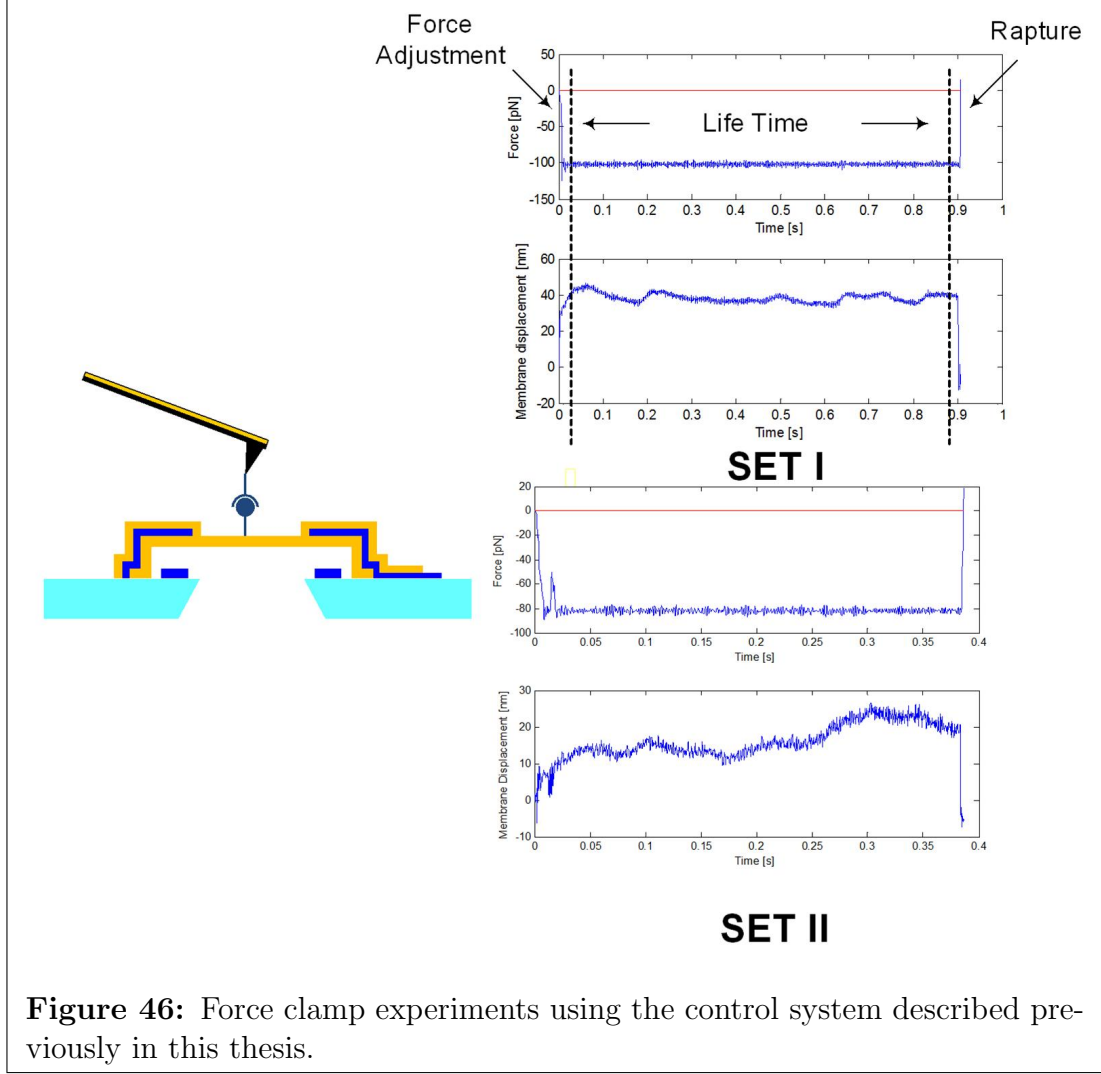 Force
Adjustment
Rapture
50
0
-50
-100
-150
Force [pN]
Life Time
0 0.1 0.2 0.3 0.4 0.5 0.6 0.7 0.8 0.9 1
Time [s]
60
40
20
0
-20
Membrane displacement [nm]
0 0.1 0.2 0.3 0.4 0.5 0.6 0.7 0.8 0.9 1
Time [s]
SET I
20
0
-20
-40
-60
-80
-100
Force [pN]
0 0.05 0.1 0.15 0.2 0.25 0.3 0.35 0.4
Time [s]
30
20
10
0
-10
Membrane Displacement [nm]
0 0.05 0.1 0.15 0.2 0.25 0.3 0.35 0.4
Time [s]
SET II
Figure 46: Force clamp experiments using the control system described pre-
viously in this thesis.